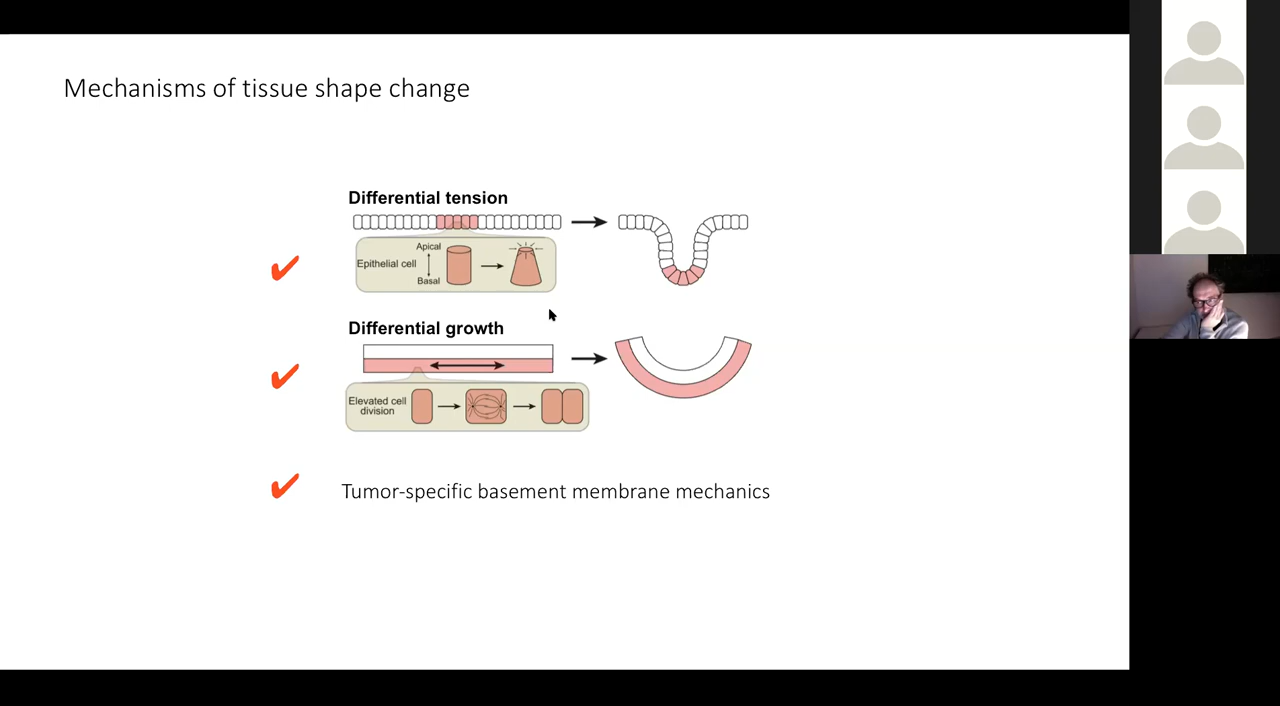 Mechanisms of tissue shape change
Differential tension
Apical
Epithelial cell
Basal
Differential growth
Elevated cell
division
Tumor-specific basement membrane mechanics